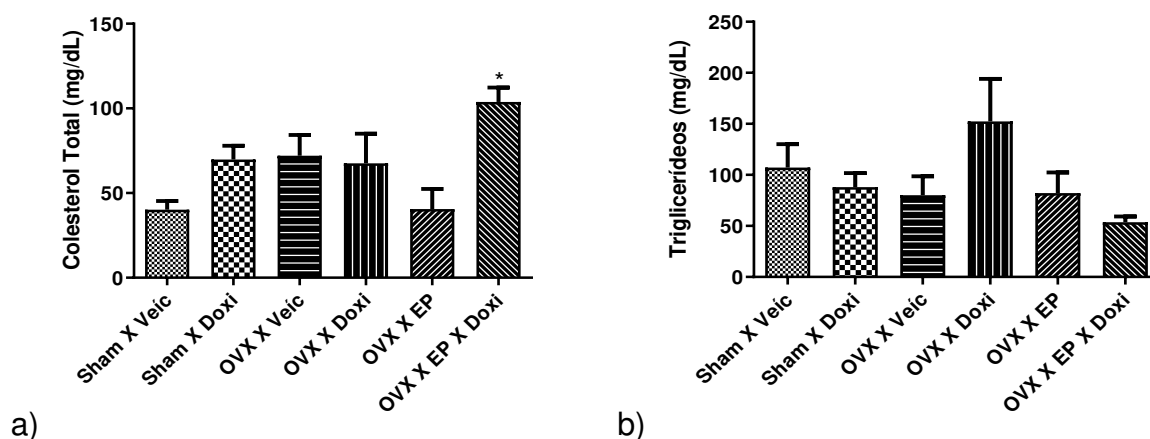 Colesterol Total (mg/dL)
150
100
50
0
*
Sham X Veíc
Sham X Doxi
OVX X Veíc
OVX X Doxi
OVX X EP
OVX X EP X Doxi
a)
Triglicerídeos (mg/dL)
250
200
150
100
50
0
Sham X Veíc
Sham X Doxi
OVX X Veíc
OVX X Doxi
OVX X EP
OVX X EP X Doxi
b)